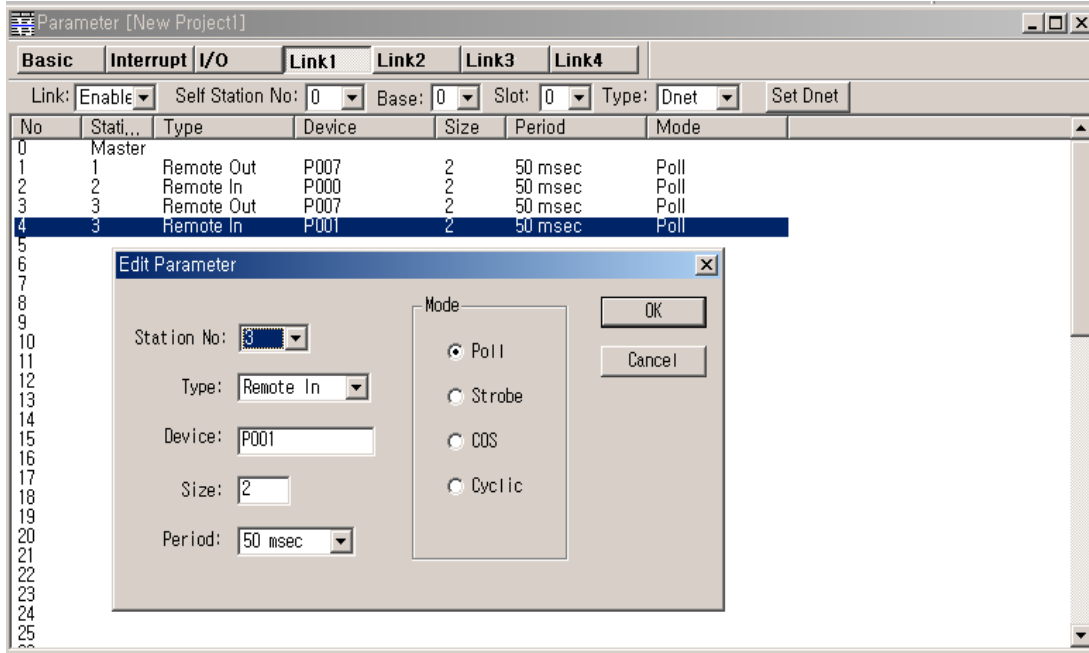 Parameter [New Project1]
Basic Interrupt I/O Link1 Link2 Link3 Link4
Link: Enable Self Station No: 0 Base: 0 Slot: 0 Type: Dnet Set Dnet
No Stati... Type Device Size Period Mode
0 Master
1 1 Remote Out P007 2 50 msec Poll
2 2 Remote In P000 2 50 msec Poll
3 3 Remote Out P007 2 50 msec Poll
4 3 Remote In P001 2 50 msec Poll
5
6
7
8
9
10
11
12
13
14
15
16
17
18
19
20
21
22
23
24
25
Edit Parameter
Station No: 3
Type: Remote In
Device: P001
Size: 2
Period: 50 msec
Mode
Poll
Strobe
COS
Cyclic
OK
Cancel